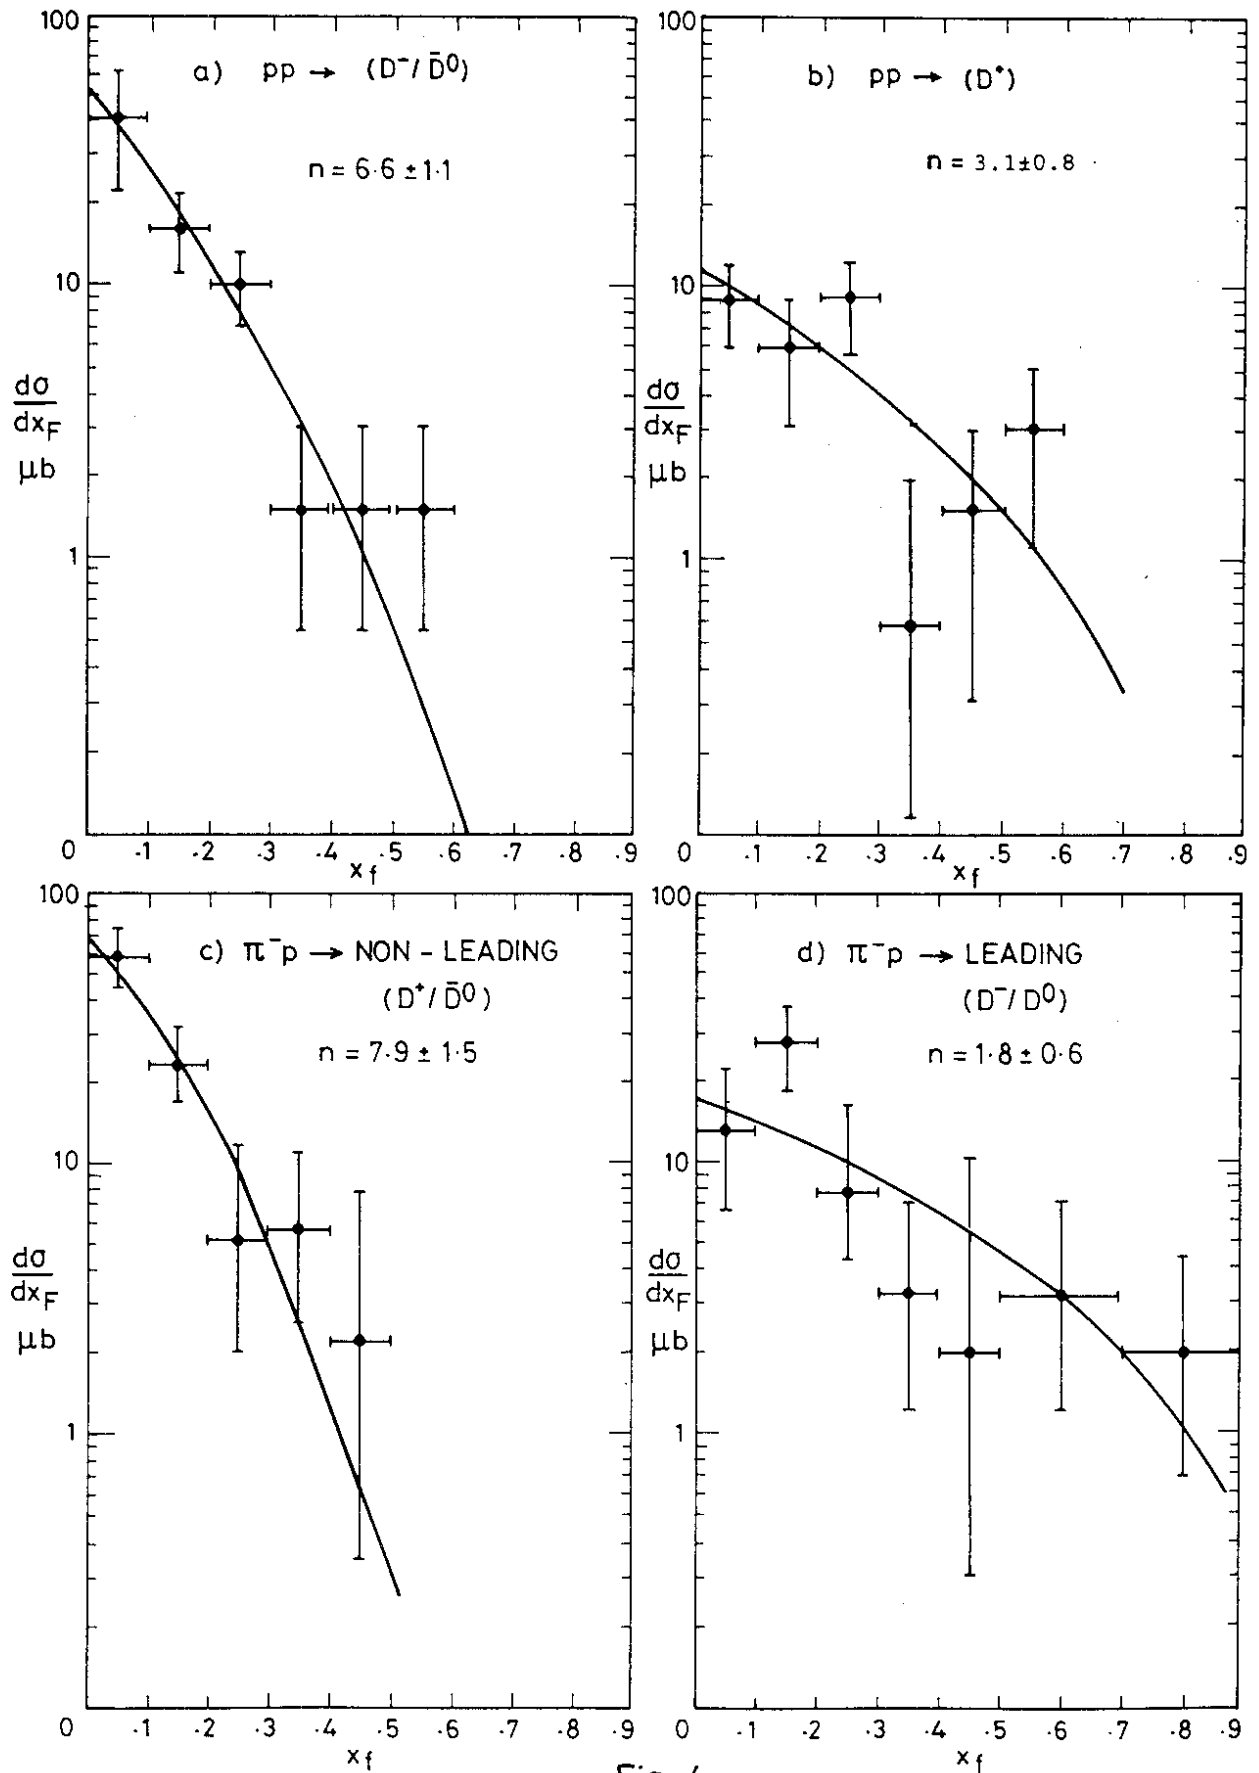 100
a) pp → (D⁻/D̄⁰)
n = 6·6 ±1·1
10
dσ
dx_F
μb
1
0 ·1 ·2 ·3 ·4 ·5 ·6 ·7 ·8 ·9
x_f
100
b) pp → (D⁺)
n = 3.1±0.8
10
dσ
dx_F
μb
1
0 ·1 ·2 ·3 ·4 ·5 ·6 ·7 ·8 ·9
x_f
100
c) π⁻p → NON – LEADING
(D⁺/D̄⁰)
n = 7·9 ± 1·5
10
dσ
dx_F
μb
1
0 ·1 ·2 ·3 ·4 ·5 ·6 ·7 ·8 ·9
x_f
100
d) π⁻p → LEADING
(D⁻/D⁰)
n = 1·8 ± 0·6
10
dσ
dx_F
μb
1
0 ·1 ·2 ·3 ·4 ·5 ·6 ·7 ·8 ·9
x_f